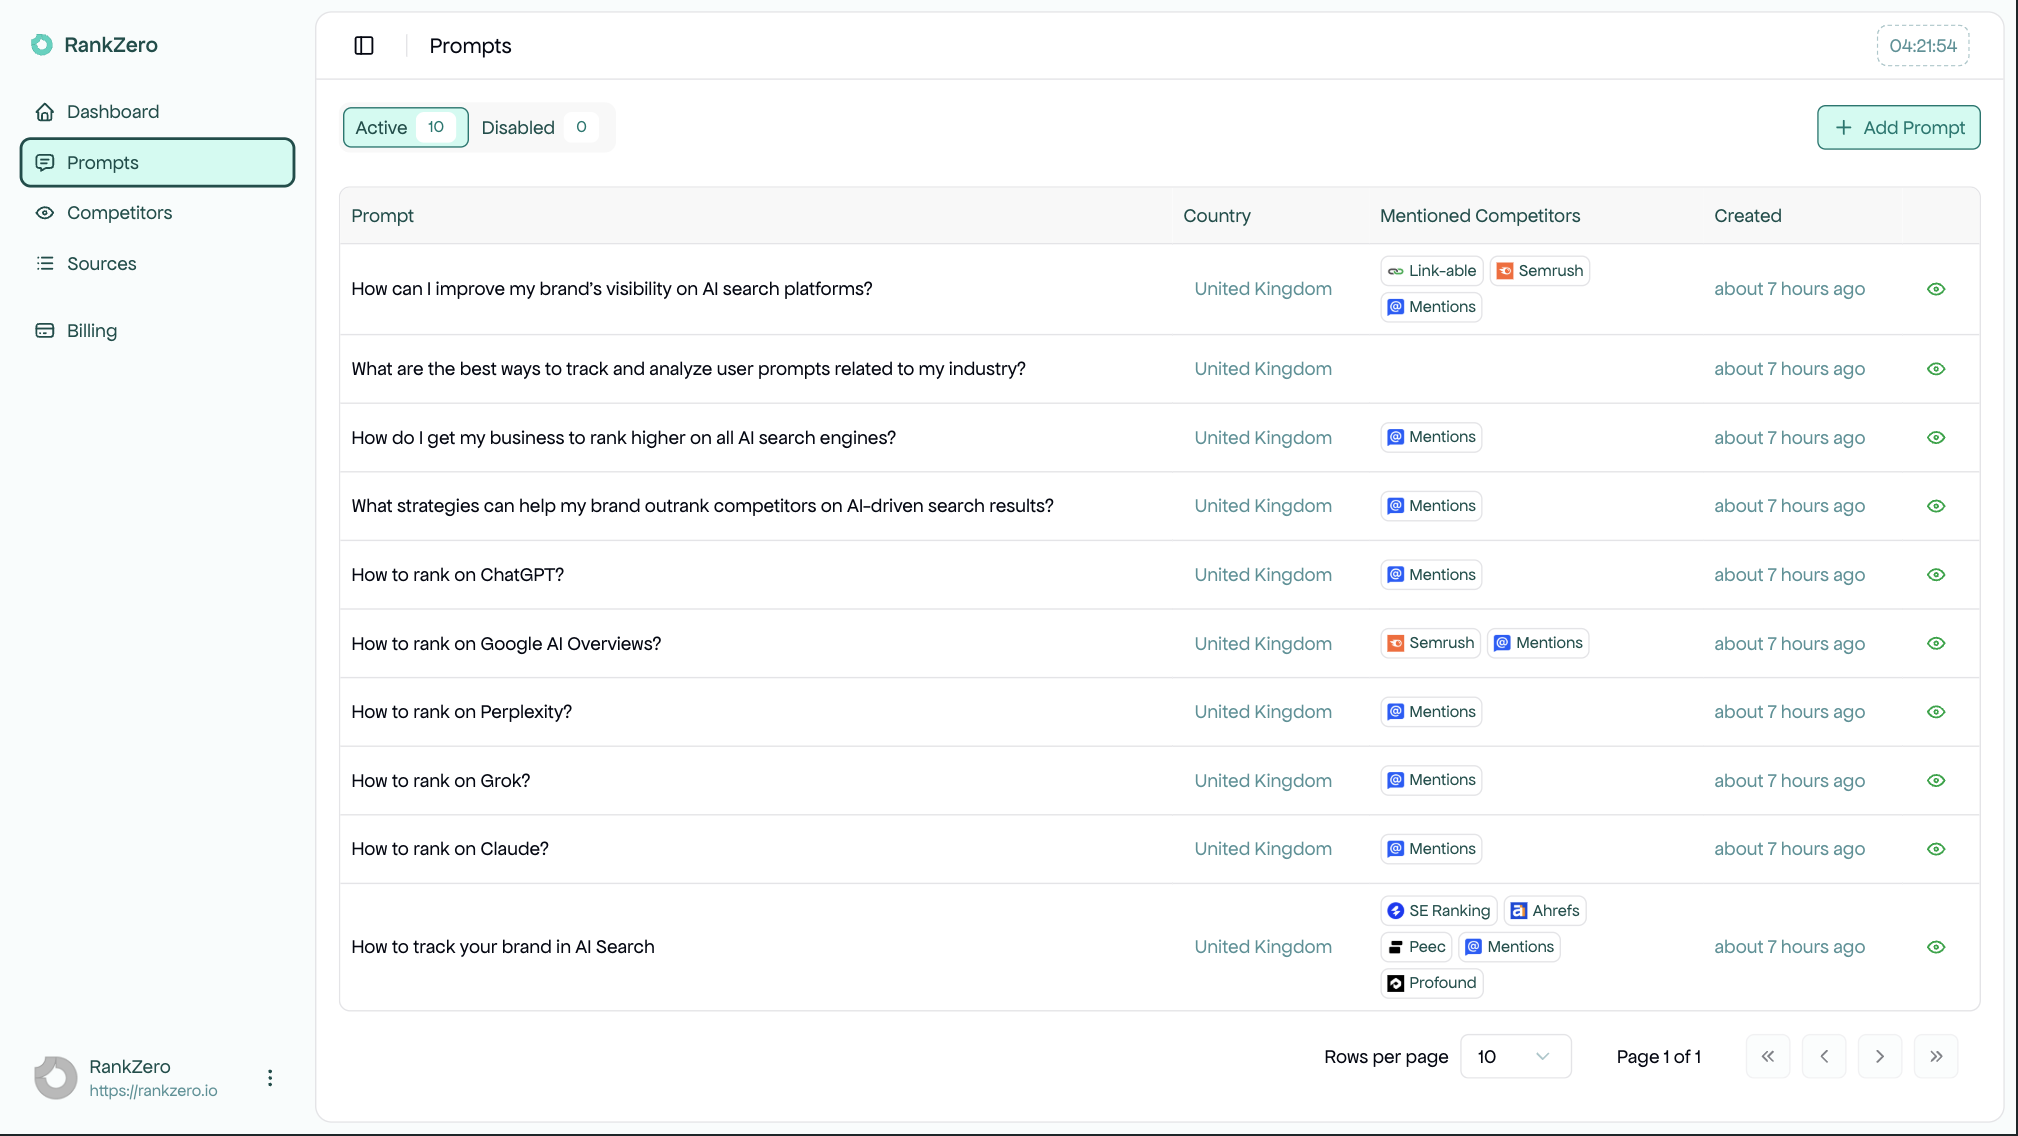 RankZero
Dashboard
Prompts
Competitors
Sources
Billing
RankZero
https://rankzero.io
Prompts
04:21:54
Active 10 Disabled 0
Add Prompt
Prompt Country Mentioned Competitors Created
How can I improve my brand's visibility on AI search platforms? United Kingdom Link-able Semrush about 7 hours ago
Mentions
What are the best ways to track and analyze user prompts related to my industry? United Kingdom about 7 hours ago
How do I get my business to rank higher on all AI search engines? United Kingdom Mentions about 7 hours ago
What strategies can help my brand outrank competitors on AI-driven search results? United Kingdom Mentions about 7 hours ago
How to rank on ChatGPT? United Kingdom Mentions about 7 hours ago
How to rank on Google AI Overviews? United Kingdom Semrush Mentions about 7 hours ago
How to rank on Perplexity? United Kingdom Mentions about 7 hours ago
How to rank on Grok? United Kingdom Mentions about 7 hours ago
How to rank on Claude? United Kingdom Mentions about 7 hours ago
SE Ranking Ahrefs
How to track your brand in AI Search United Kingdom Peec Mentions about 7 hours ago
Profound
Rows per page 10 Page 1 of 1